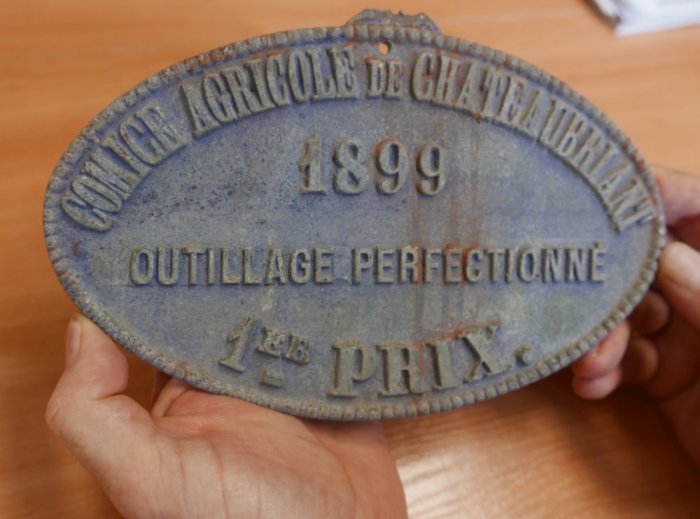 COMICE AGRICOLE DE CHATEAUBRIANT
1899
OUTILLAGE PERFECTIONNÉ
1ER PRIX.